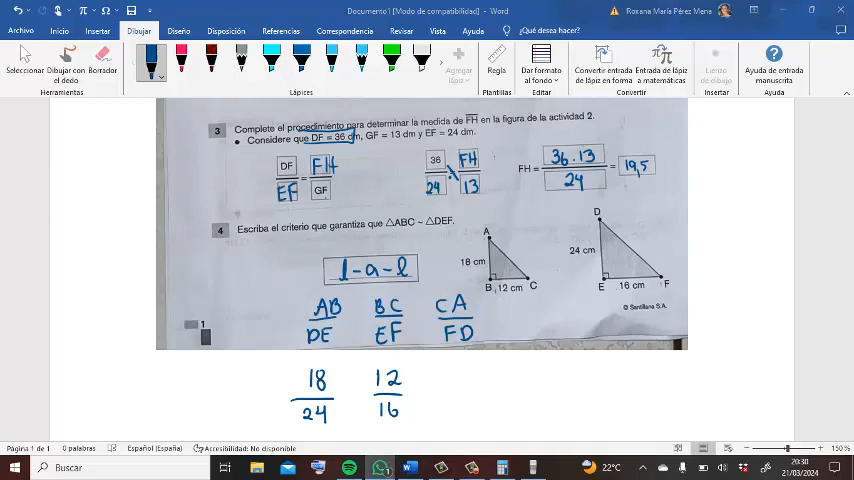 Documento1 [Modo de compatibilidad]
Roxana María Pérez Mena
Archivo Inicio Insertar Dibujar Diseño Disposición Referencias Correspondencia Revisar Vista Ayuda ¿Qué desea hacer?
Seleccionar Dibujar con el dedo Borrador Agregar lápiz Regla Dar formato al fondo Convertir entrada de lápiz en forma Entrada de lápiz a matemáticas Lienzo de dibujo Ayuda de entrada manuscrita
Herramientas Lápices Plantillas Editar Convertir Insertar Ayuda
3 Complete el procedimiento para determinar la medida de FH en la figura de la actividad 2.
• Considere que DF = 36 dm, GF = 13 dm y EF = 24 dm.
DF FH 36 FH 36 · 13
= FH = = 19,5
EF GF 24 13 24
4 Escriba el criterio que garantiza que △ABC ~ △DEF.
l-a-l
A D
18 cm 24 cm
B 12 cm C E 16 cm F
© Santillana S.A.
AB BC CA
DE EF FD
1
18 12
24 16
Página 1 de 1 0 palabras Español (España) Accesibilidad: No disponible 150 %
Buscar 1 22°C 20:30
21/03/2024